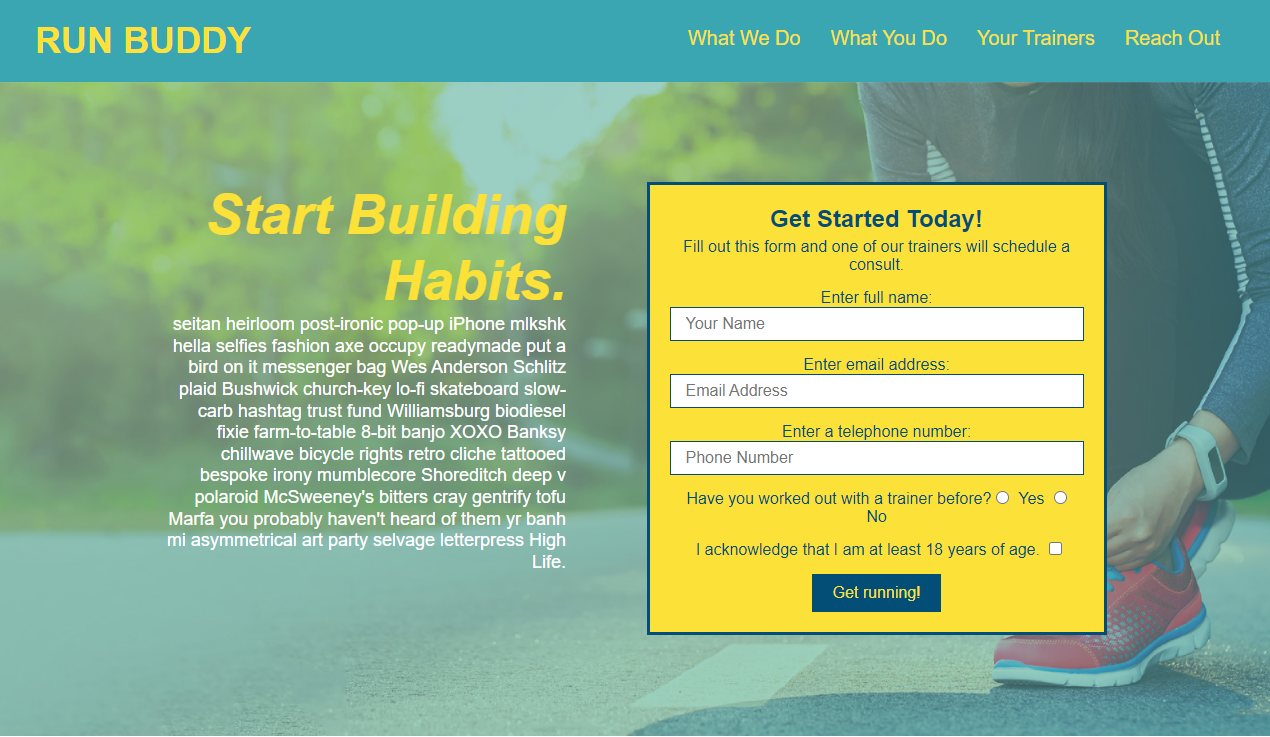 RUN BUDDY
What We Do What You Do Your Trainers Reach Out
Start Building
Habits.
seitan heirloom post-ironic pop-up iPhone mlkshk
hella selfies fashion axe occupy readymade put a
bird on it messenger bag Wes Anderson Schlitz
plaid Bushwick church-key lo-fi skateboard slow-
carb hashtag trust fund Williamsburg biodiesel
fixie farm-to-table 8-bit banjo XOXO Banksy
chillwave bicycle rights retro cliche tattooed
bespoke irony mumblecore Shoreditch deep v
polaroid McSweeney's bitters cray gentrify tofu
Marfa you probably haven't heard of them yr banh
mi asymmetrical art party selvage letterpress High
Life.
Get Started Today!
Fill out this form and one of our trainers will schedule a
consult.
Enter full name:
Your Name
Enter email address:
Email Address
Enter a telephone number:
Phone Number
Have you worked out with a trainer before? Yes
No
I acknowledge that I am at least 18 years of age.
Get running!